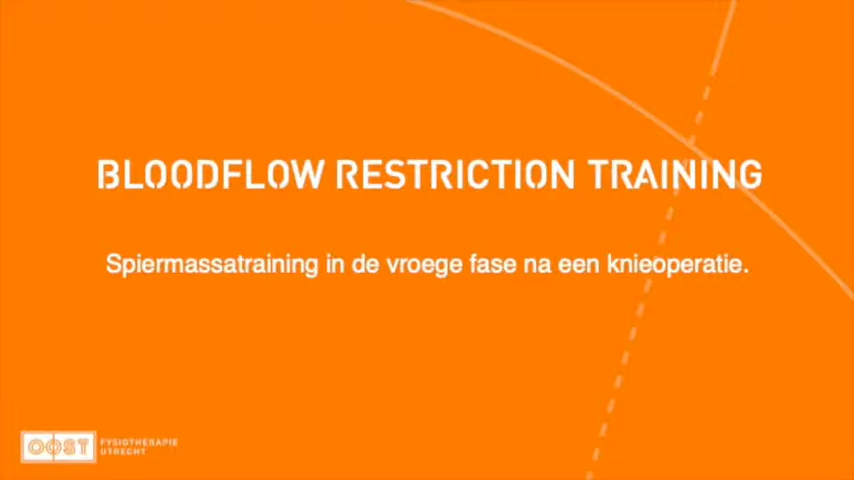 BLOODFLOW RESTRICTION TRAINING
Spiermassatraining in de vroege fase na een knieoperatie.
OOST
FYSIOTHERAPIE
UTRECHT